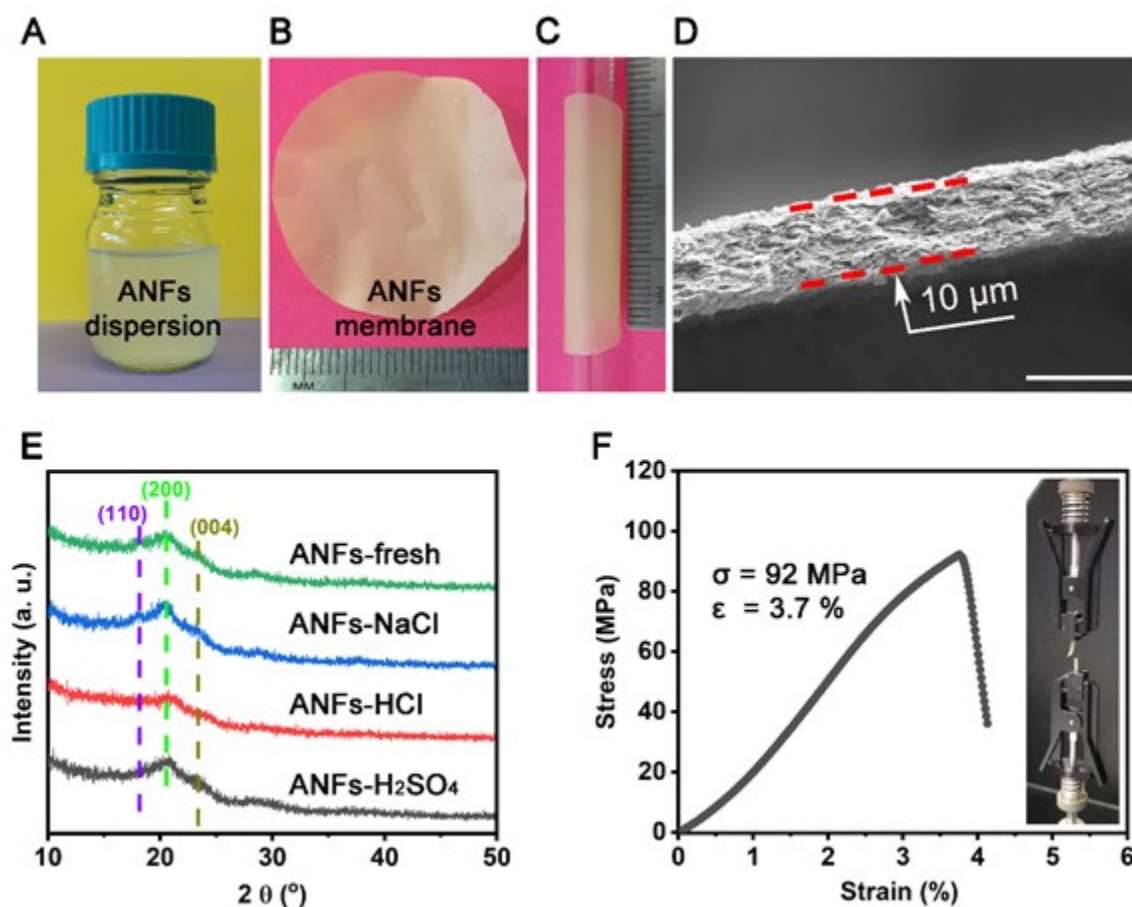 A
B
C
D
ANFs
dispersion
ANFs
membrane
MM
10 μm
E
F
(200)
(110)
(004)
ANFs-fresh
ANFs-NaCl
ANFs-HCl
ANFs-H₂SO₄
Intensity (a. u.)
10 20 30 40 50
2 θ (°)
120
100
80
60
40
20
0
σ = 92 MPa
ε = 3.7 %
Stress (MPa)
0 1 2 3 4 5 6
Strain (%)